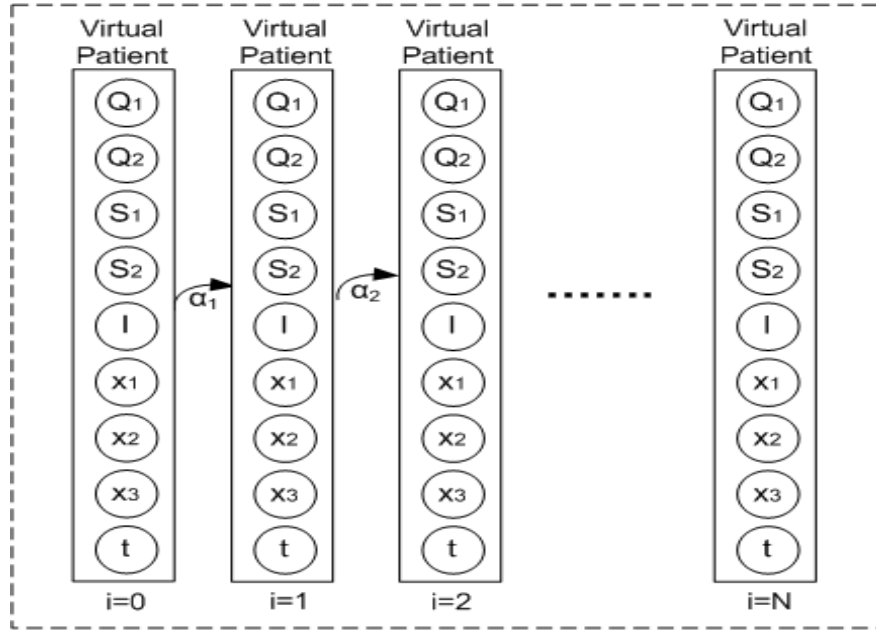 Virtual Patient
Virtual Patient
Virtual Patient
Virtual Patient
Q1 Q1 Q1 Q1
Q2 Q2 Q2 Q2
S1 S1 S1 S1
S2 S2 S2 S2
α1 α2
I I I I
x1 x1 x1 x1
x2 x2 x2 x2
x3 x3 x3 x3
t t t t
i=0 i=1 i=2 i=N